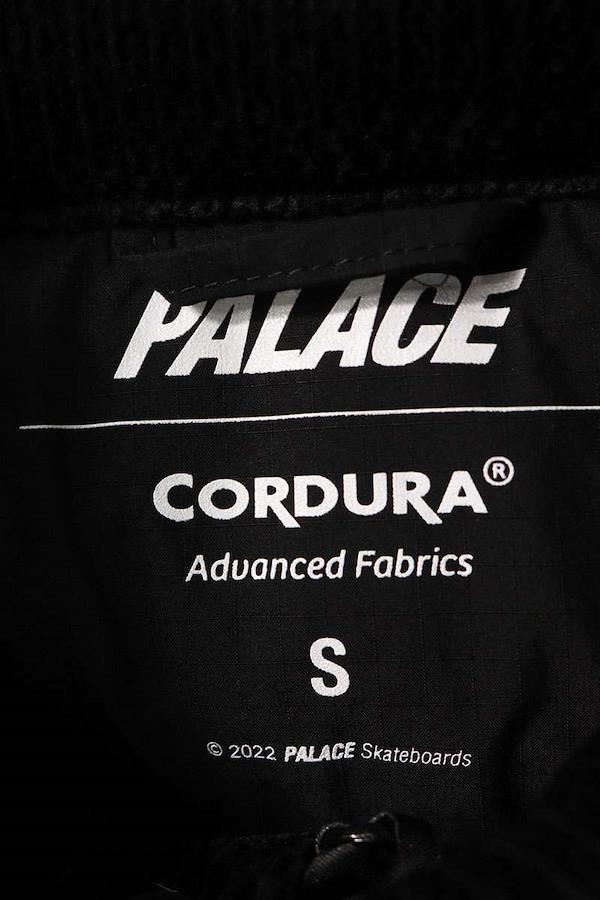 PALACE
CORDURA®
Advanced Fabrics
S
© 2022 PALACE Skateboards